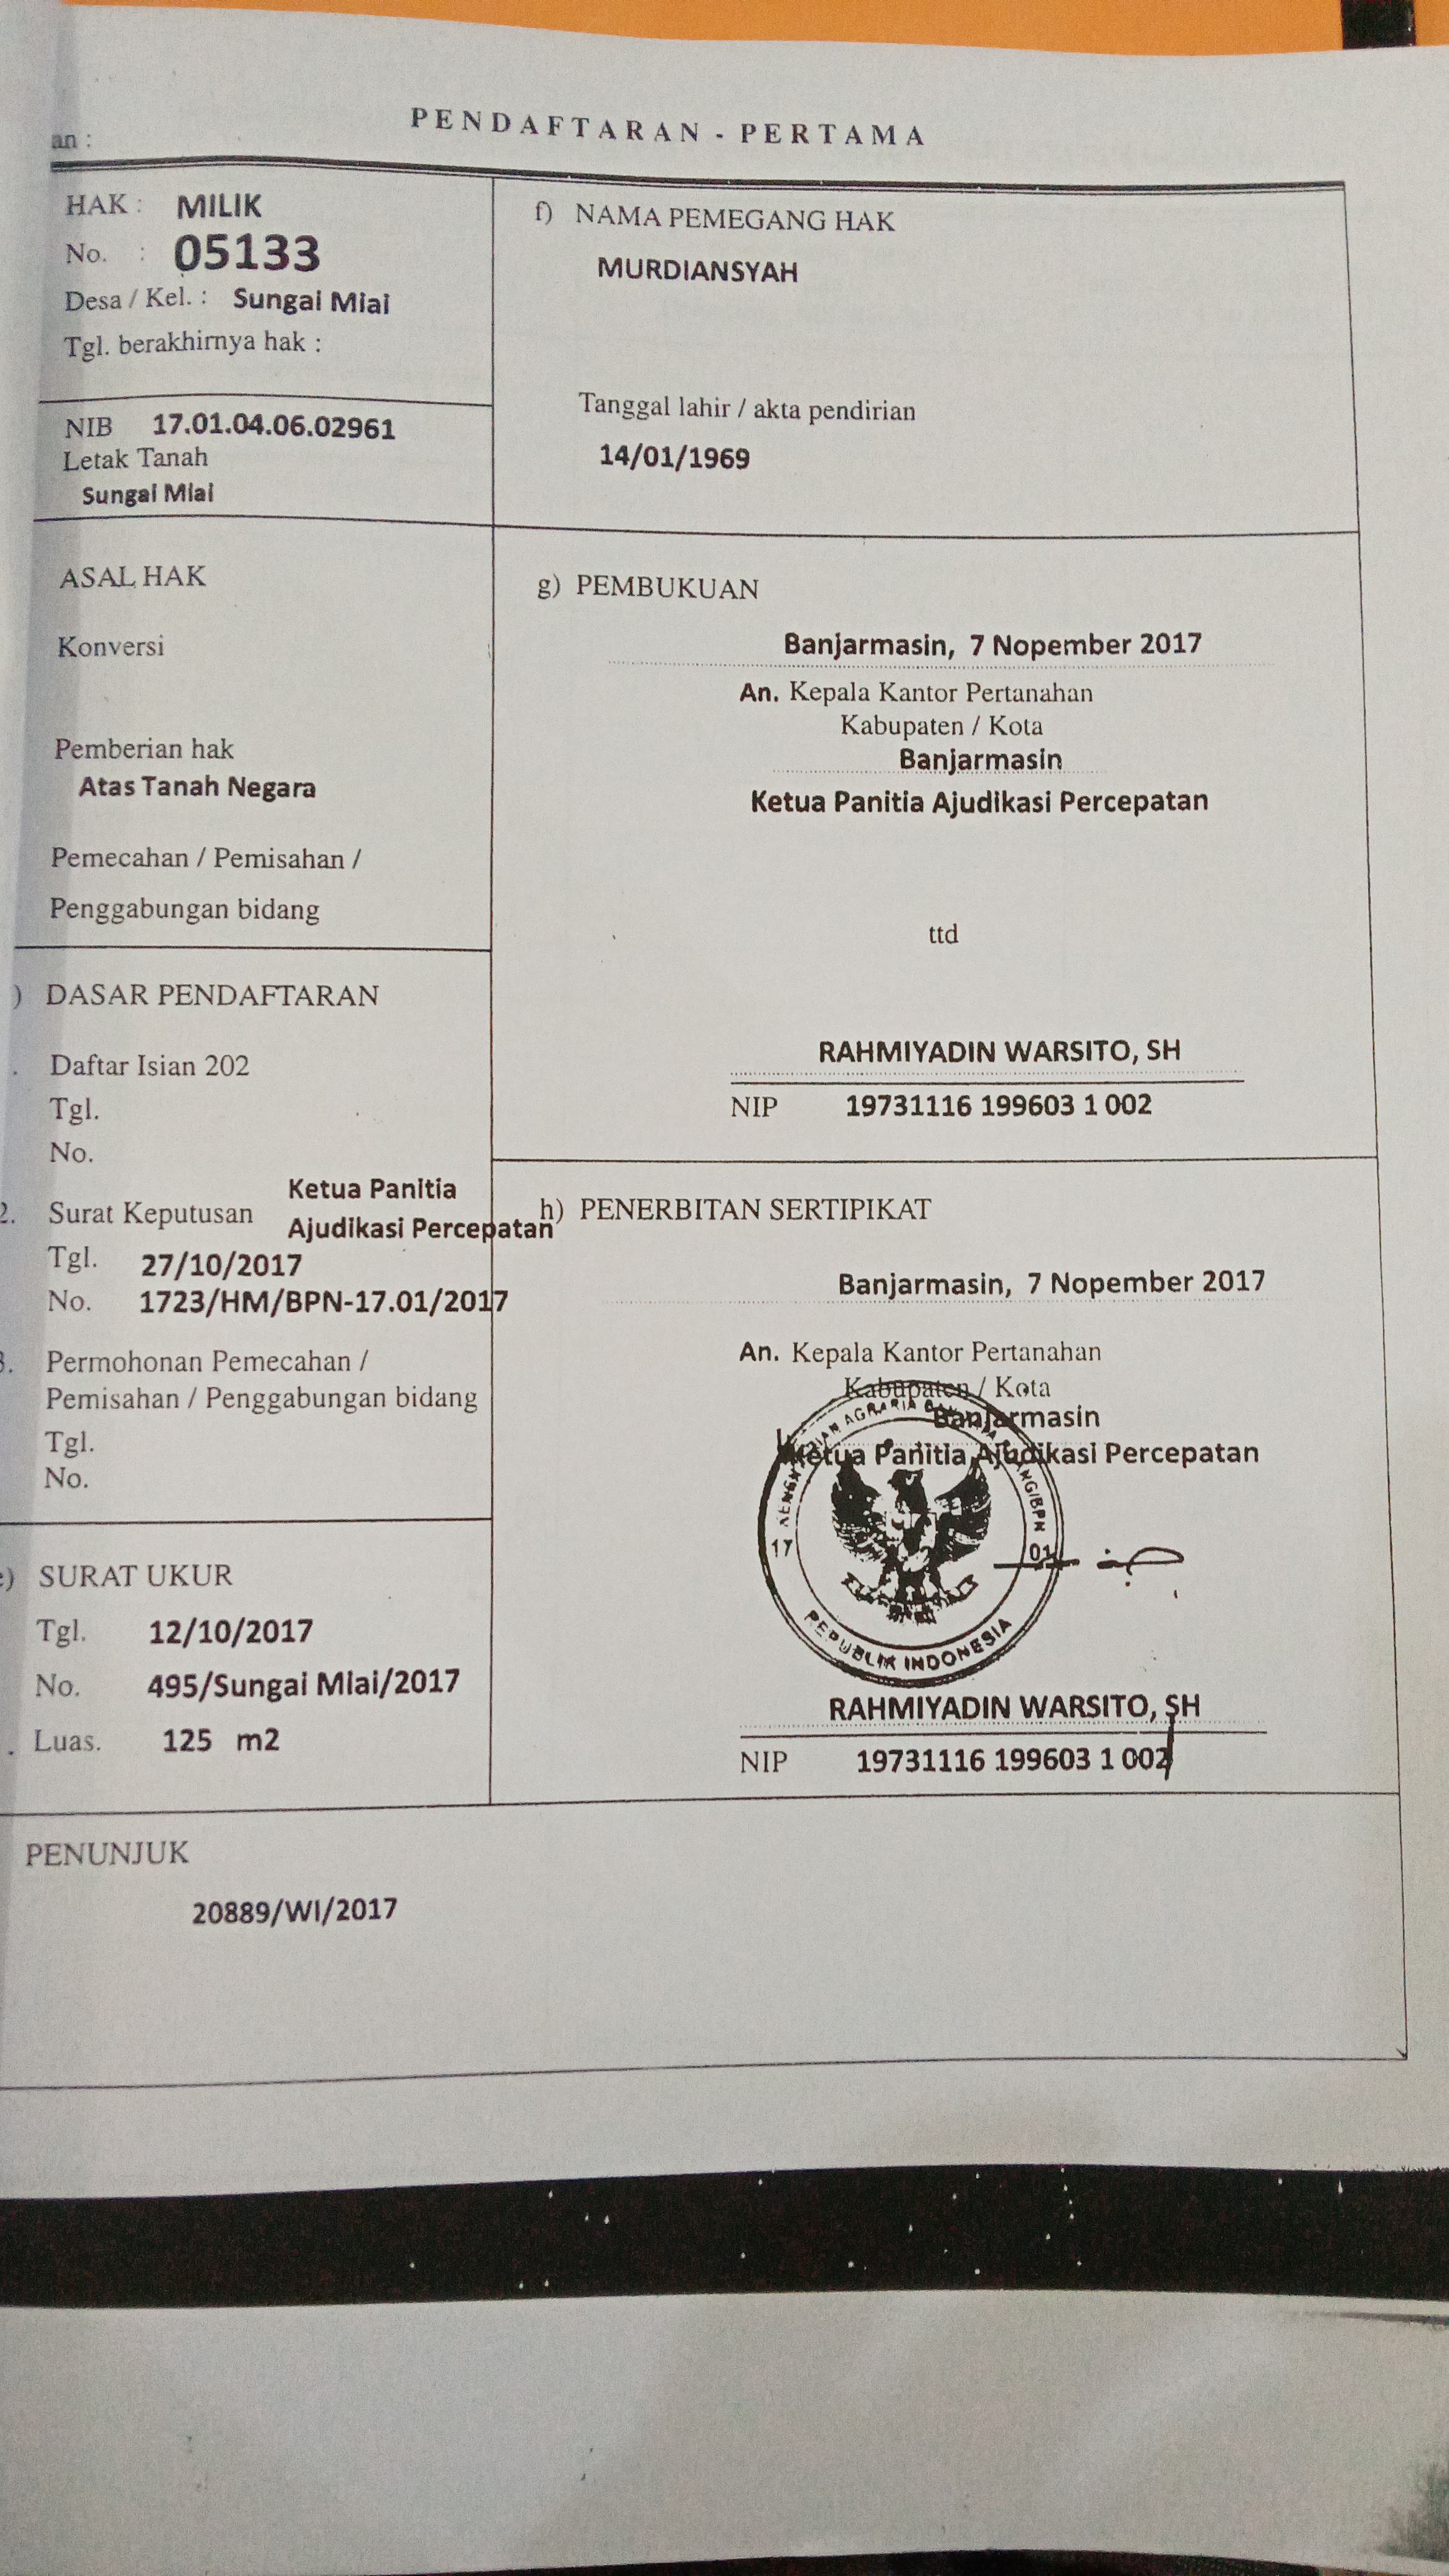 an :
PENDAFTARAN - PERTAMA
HAK : MILIK
No. : 05133
Desa / Kel. : Sungai Miai
Tgl. berakhirnya hak :
NIB 17.01.04.06.02961
Letak Tanah
Sungai Miai
ASAL HAK
Konversi
Pemberian hak
Atas Tanah Negara
Pemecahan / Pemisahan /
Penggabungan bidang
) DASAR PENDAFTARAN
. Daftar Isian 202
Tgl.
No.
2. Surat Keputusan Ketua Panitia
Ajudikasi Percepatan
Tgl. 27/10/2017
No. 1723/HM/BPN-17.01/2017
3. Permohonan Pemecahan /
Pemisahan / Penggabungan bidang
Tgl.
No.
) SURAT UKUR
Tgl. 12/10/2017
No. 495/Sungai Miai/2017
. Luas. 125 m2
f) NAMA PEMEGANG HAK
MURDIANSYAH
Tanggal lahir / akta pendirian
14/01/1969
g) PEMBUKUAN
Banjarmasin, 7 Nopember 2017
An. Kepala Kantor Pertanahan
Kabupaten / Kota
Banjarmasin
Ketua Panitia Ajudikasi Percepatan
ttd
RAHMIYADIN WARSITO, SH
NIP 19731116 199603 1 002
h) PENERBITAN SERTIPIKAT
Banjarmasin, 7 Nopember 2017
An. Kepala Kantor Pertanahan
Kabupaten / Kota
Banjarmasin
Ketua Panitia Ajudikasi Percepatan
AGRARIA
17 01
REPUBLIK INDONESIA
RAHMIYADIN WARSITO, SH
NIP 19731116 199603 1 002
PENUNJUK
20889/WI/2017